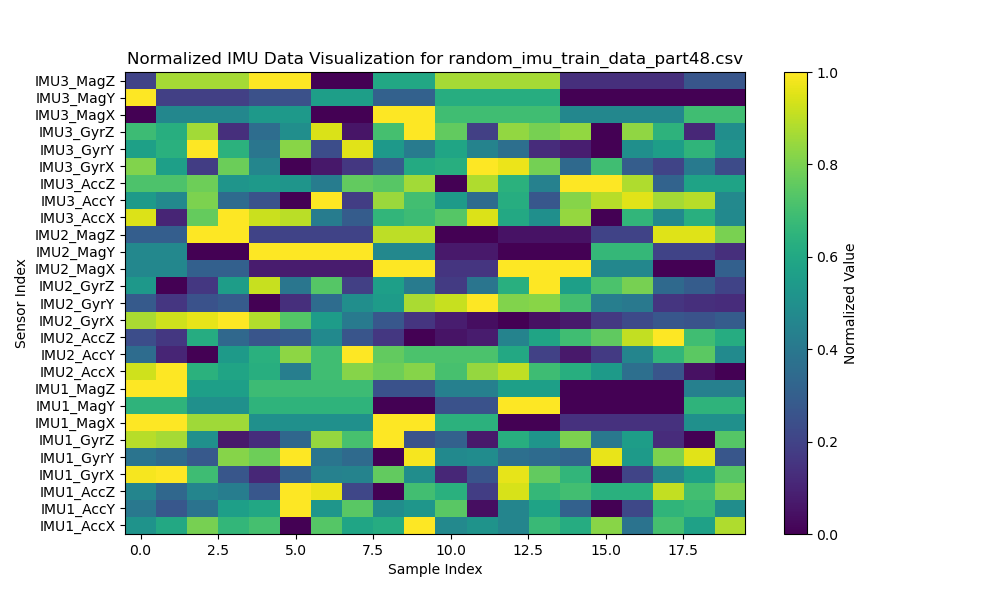 Normalized IMU Data Visualization for random_imu_train_data_part48.csv
IMU3_MagZ
IMU3_MagY
IMU3_MagX
IMU3_GyrZ
IMU3_GyrY
IMU3_GyrX
IMU3_AccZ
IMU3_AccY
IMU3_AccX
IMU2_MagZ
IMU2_MagY
IMU2_MagX
IMU2_GyrZ
IMU2_GyrY
IMU2_GyrX
IMU2_AccZ
IMU2_AccY
IMU2_AccX
IMU1_MagZ
IMU1_MagY
IMU1_MagX
IMU1_GyrZ
IMU1_GyrY
IMU1_GyrX
IMU1_AccZ
IMU1_AccY
IMU1_AccX
Sensor Index
0.0 2.5 5.0 7.5 10.0 12.5 15.0 17.5
Sample Index
1.0
0.8
0.6
0.4
0.2
0.0
Normalized Value